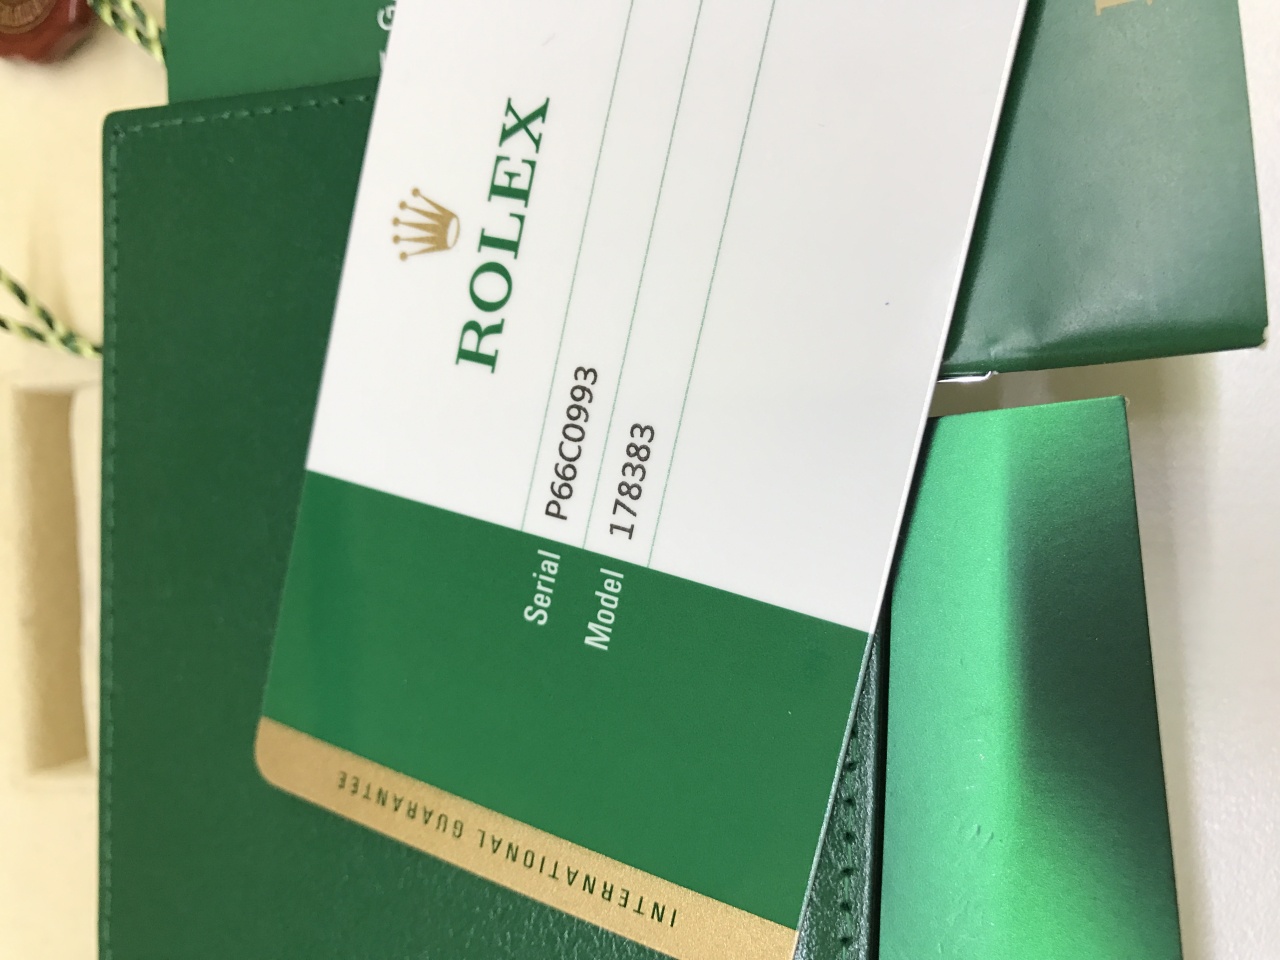 ROLEX
Serial P66C0993
Model 178383
INTERNATIONAL GUARANTEE